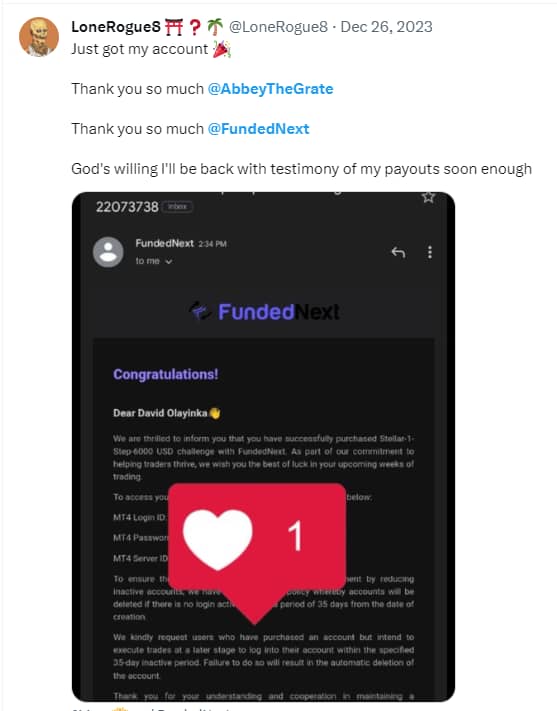 LoneRogue8 ⛩️❓🌴 @LoneRogue8 · Dec 26, 2023
Just got my account 🎉
Thank you so much @AbbeyTheGrate
Thank you so much @FundedNext
God's willing I'll be back with testimony of my payouts soon enough
22073738 Inbox
FundedNext 2:34 PM
to me
FundedNext
Congratulations!
Dear David Olayinka👋
We are thrilled to inform you that you have successfully purchased Stellar-1-
Step-6000 USD challenge with FundedNext. As part of our commitment to
helping traders thrive, we wish you the best of luck in your upcoming weeks of
trading.
To access you below:
MT4 Login ID:
MT4 Passwor
MT4 Server ID
1
To ensure th ment by reducing
inactive accounts, we have policy whereby accounts will be
deleted if there is no login acti period of 35 days from the date of
creation.
We kindly request users who have purchased an account but intend to
execute trades at a later stage to log into their account within the specified
35-day inactive period. Failure to do so will result in the automatic deletion of
the account.
Thank you for your understanding and cooperation in maintaining a